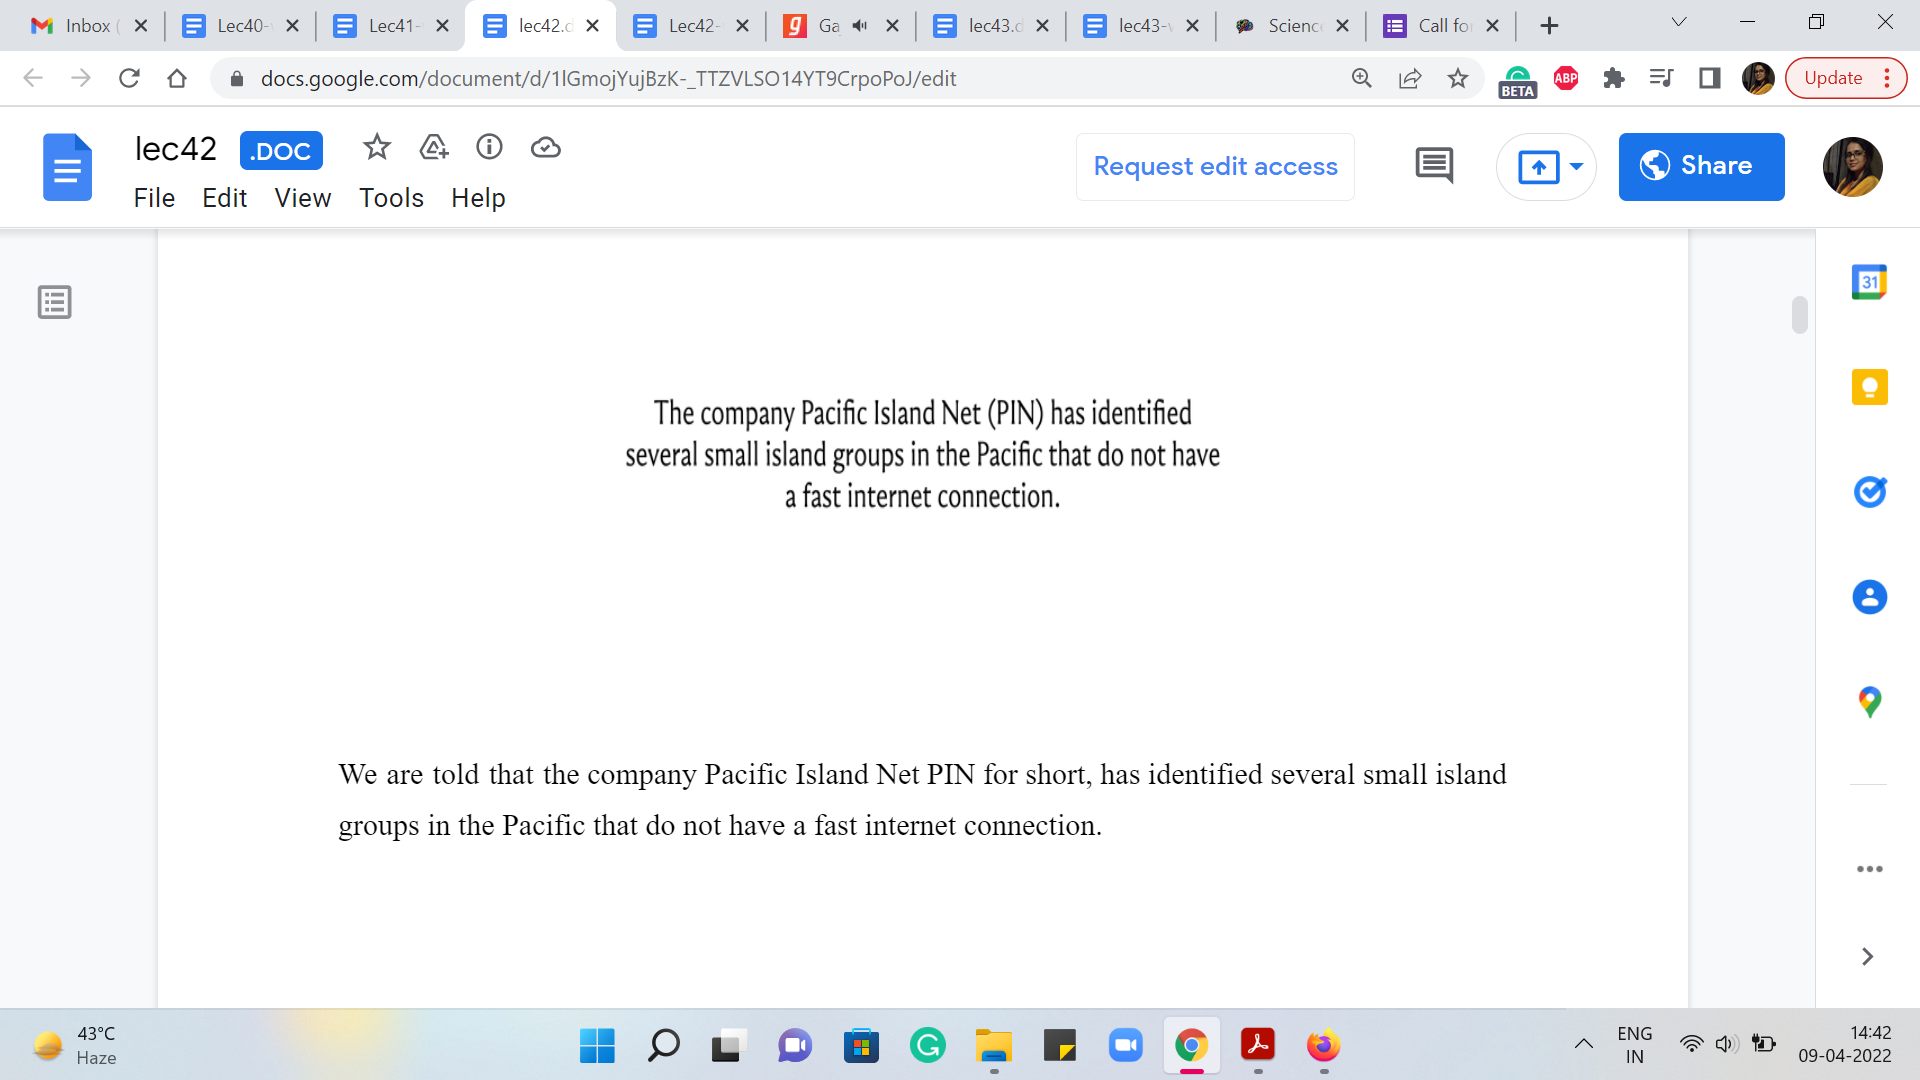 Inbox (
Lec40-
Lec41-
lec42.d
Lec42-
Ga
lec43.d
lec43-
Scienc
Call fo
docs.google.com/document/d/1lGmojYujBzK-_TTZVLSO14YT9CrpoPoJ/edit
BETA
ABP
Update
lec42 .DOC
Request edit access
Share
File Edit View Tools Help
31
The company Pacific Island Net (PIN) has identified
several small island groups in the Pacific that do not have
a fast internet connection.
We are told that the company Pacific Island Net PIN for short, has identified several small island
groups in the Pacific that do not have a fast internet connection.
43°C
Haze
ENG
IN
14:42
09-04-2022